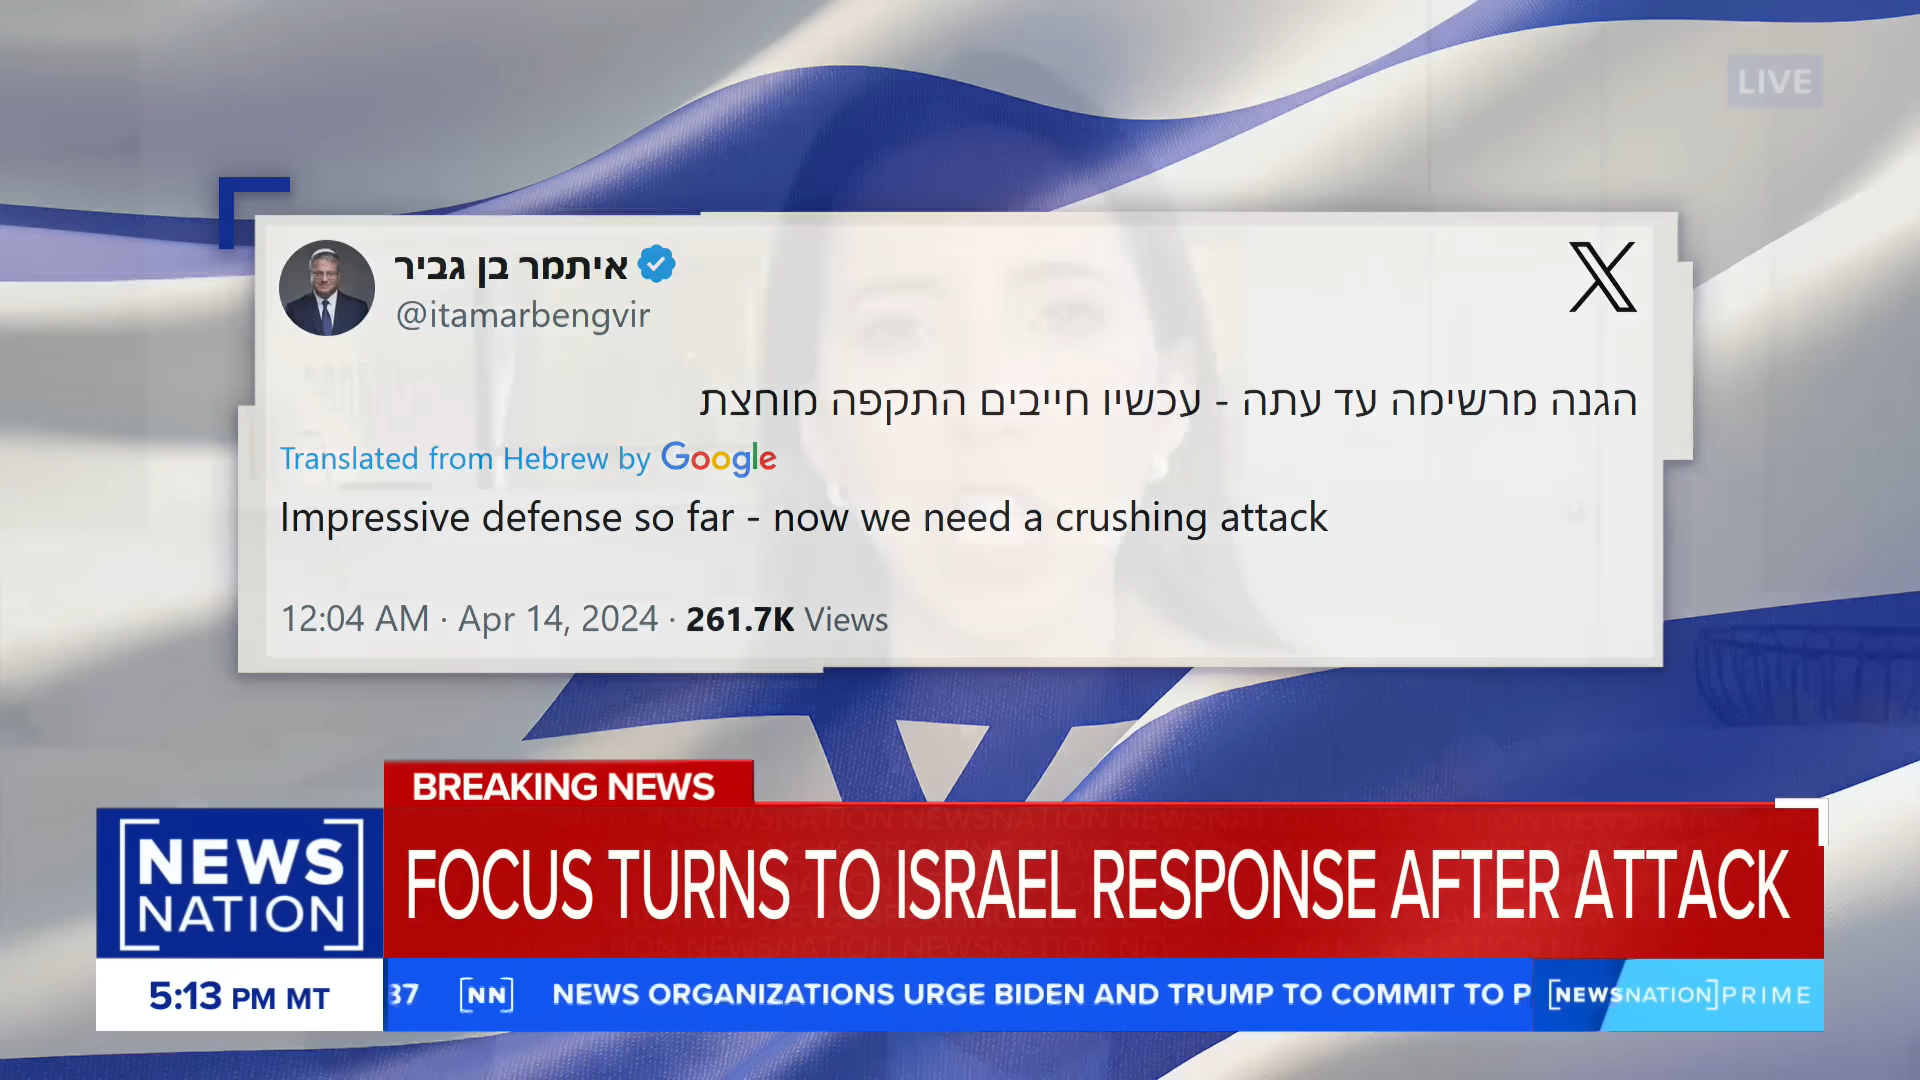 LIVE
איתמר בן גביר
@itamarbengvir
X
הגנה מרשימה עד עתה - עכשיו חייבים התקפה מוחצת
Translated from Hebrew by Google
Impressive defense so far - now we need a crushing attack
12:04 AM · Apr 14, 2024 · 261.7K Views
BREAKING NEWS
NEWS
NATION
FOCUS TURNS TO ISRAEL RESPONSE AFTER ATTACK
5:13 PM MT
37 [NN] NEWS ORGANIZATIONS URGE BIDEN AND TRUMP TO COMMIT TO P
[NEWSNATION]PRIME